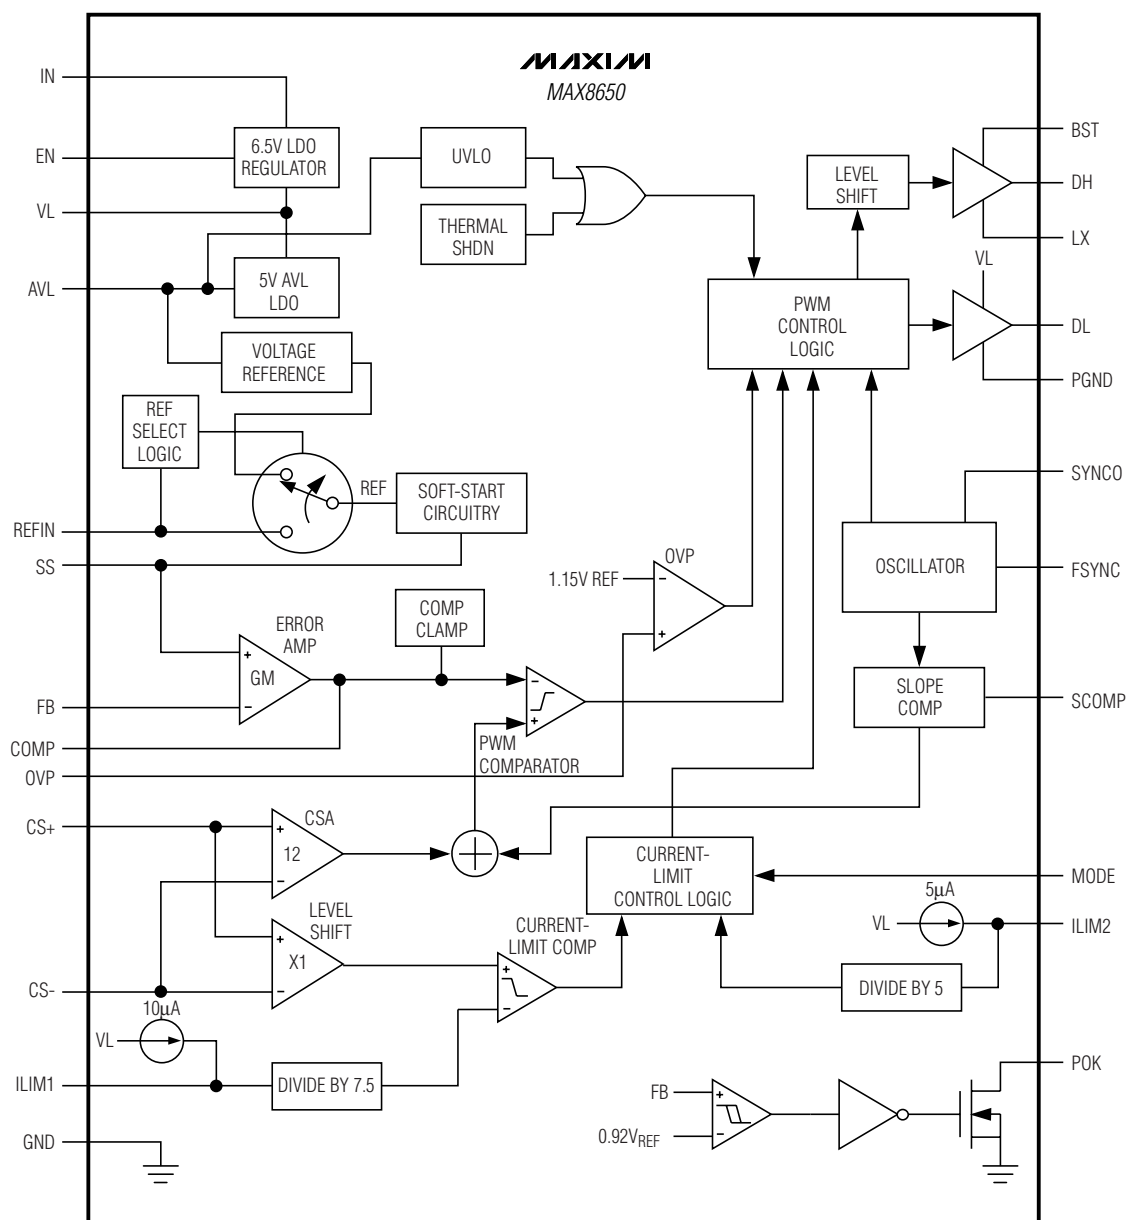 MAXIM
MAX8650
IN
EN
VL
AVL
REFIN
SS
FB
COMP
OVP
CS+
CS-
ILIM1
GND
6.5V LDO
REGULATOR
5V AVL
LDO
VOLTAGE
REFERENCE
REF
SELECT
LOGIC
REF
SOFT-START
CIRCUITRY
UVLO
THERMAL
SHDN
LEVEL
SHIFT
PWM
CONTROL
LOGIC
VL
BST
DH
LX
DL
PGND
SYNCO
FSYNC
SCOMP
MODE
ILIM2
POK
OSCILLATOR
SLOPE
COMP
1.15V REF
OVP
-
+
COMP
CLAMP
ERROR
AMP
+
GM
-
-
+
PWM
COMPARATOR
CSA
+
12
-
LEVEL
SHIFT
+
X1
-
CURRENT-
LIMIT COMP
+
-
CURRENT-
LIMIT
CONTROL LOGIC
5µA
VL
DIVIDE BY 5
10µA
VL
DIVIDE BY 7.5
FB
+
0.92VREF
-